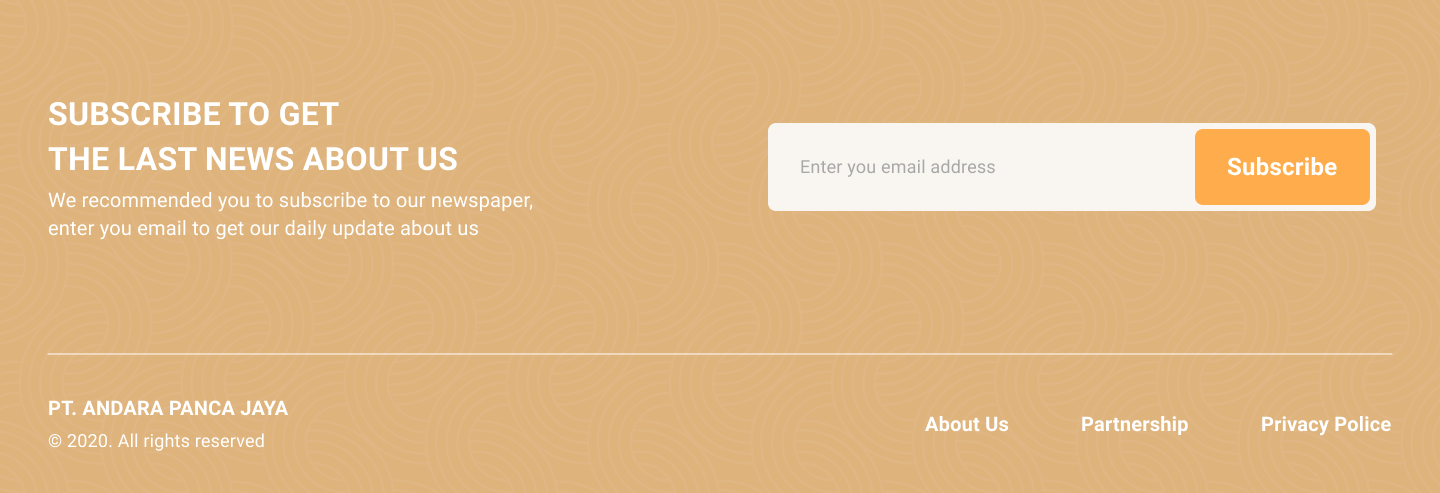 SUBSCRIBE TO GET
THE LAST NEWS ABOUT US
We recommended you to subscribe to our newspaper,
enter you email to get our daily update about us
Enter you email address
Subscribe
PT. ANDARA PANCA JAYA
© 2020. All rights reserved
About Us
Partnership
Privacy Police